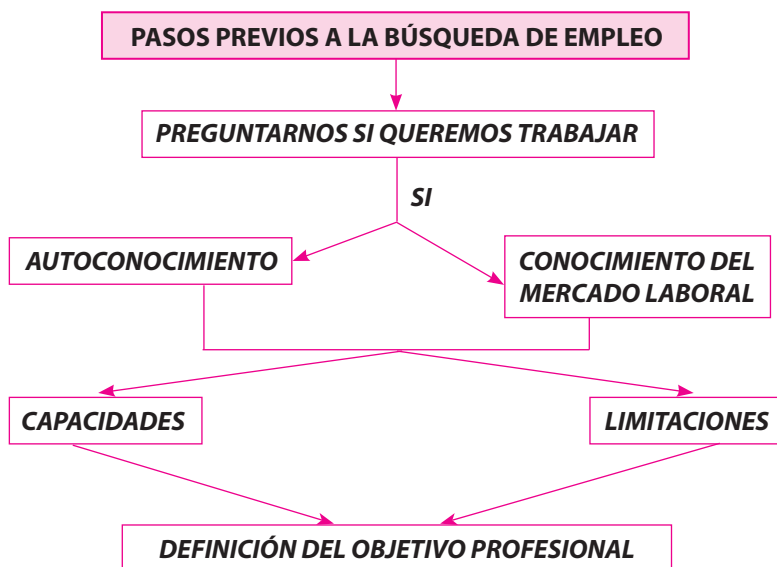 PASOS PREVIOS A LA BÚSQUEDA DE EMPLEO
PREGUNTARNOS SI QUEREMOS TRABAJAR
SI
AUTOCONOCIMIENTO
CONOCIMIENTO DEL
MERCADO LABORAL
CAPACIDADES
LIMITACIONES
DEFINICIÓN DEL OBJETIVO PROFESIONAL